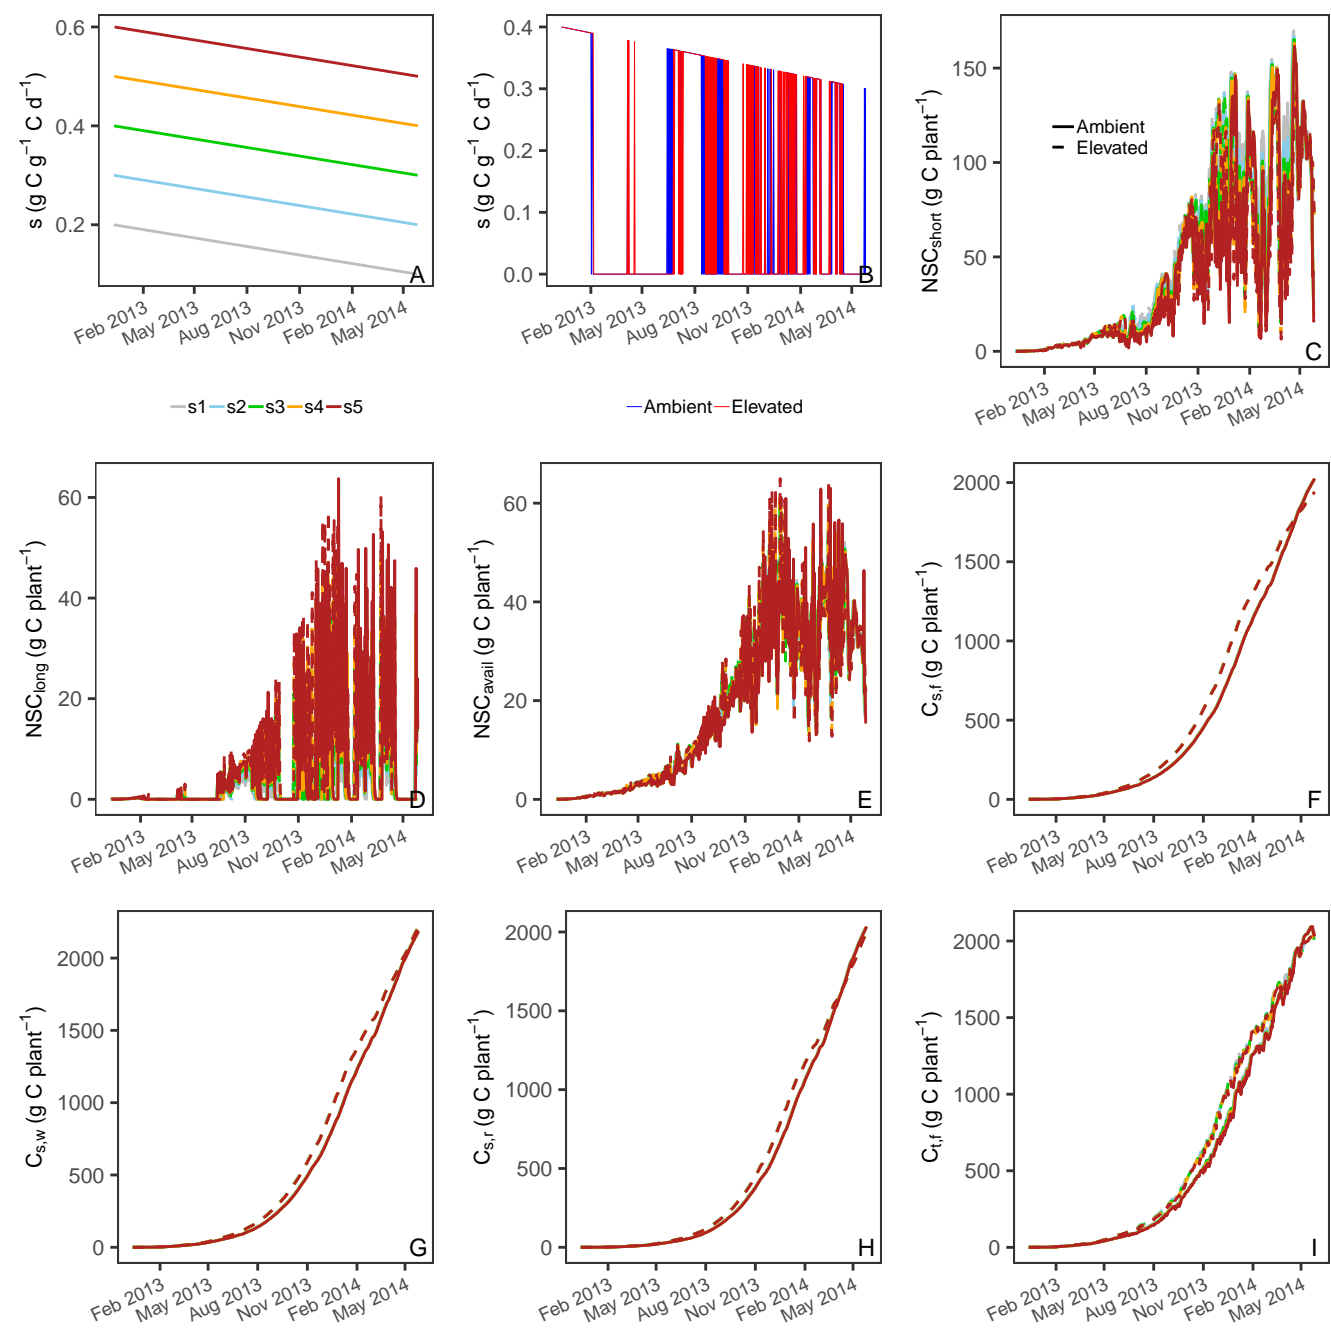 s (g C g⁻¹ C d⁻¹)
0.6
0.4
0.2
A
Feb 2013
May 2013
Aug 2013
Nov 2013
Feb 2014
May 2014
s1 s2 s3 s4 s5
s (g C g⁻¹ C d⁻¹)
0.4
0.3
0.2
0.1
0.0
B
Feb 2013
May 2013
Aug 2013
Nov 2013
Feb 2014
May 2014
Ambient Elevated
NSCshort (g C plant⁻¹)
150
100
50
0
Ambient
Elevated
C
Feb 2013
May 2013
Aug 2013
Nov 2013
Feb 2014
May 2014
NSClong (g C plant⁻¹)
60
40
20
0
D
Feb 2013
May 2013
Aug 2013
Nov 2013
Feb 2014
May 2014
NSCavail (g C plant⁻¹)
60
40
20
0
E
Feb 2013
May 2013
Aug 2013
Nov 2013
Feb 2014
May 2014
Cs,f (g C plant⁻¹)
2000
1500
1000
500
0
F
Feb 2013
May 2013
Aug 2013
Nov 2013
Feb 2014
May 2014
Cs,w (g C plant⁻¹)
2000
1500
1000
500
0
G
Feb 2013
May 2013
Aug 2013
Nov 2013
Feb 2014
May 2014
Cs,r (g C plant⁻¹)
2000
1500
1000
500
0
H
Feb 2013
May 2013
Aug 2013
Nov 2013
Feb 2014
May 2014
Ct,f (g C plant⁻¹)
2000
1500
1000
500
0
I
Feb 2013
May 2013
Aug 2013
Nov 2013
Feb 2014
May 2014